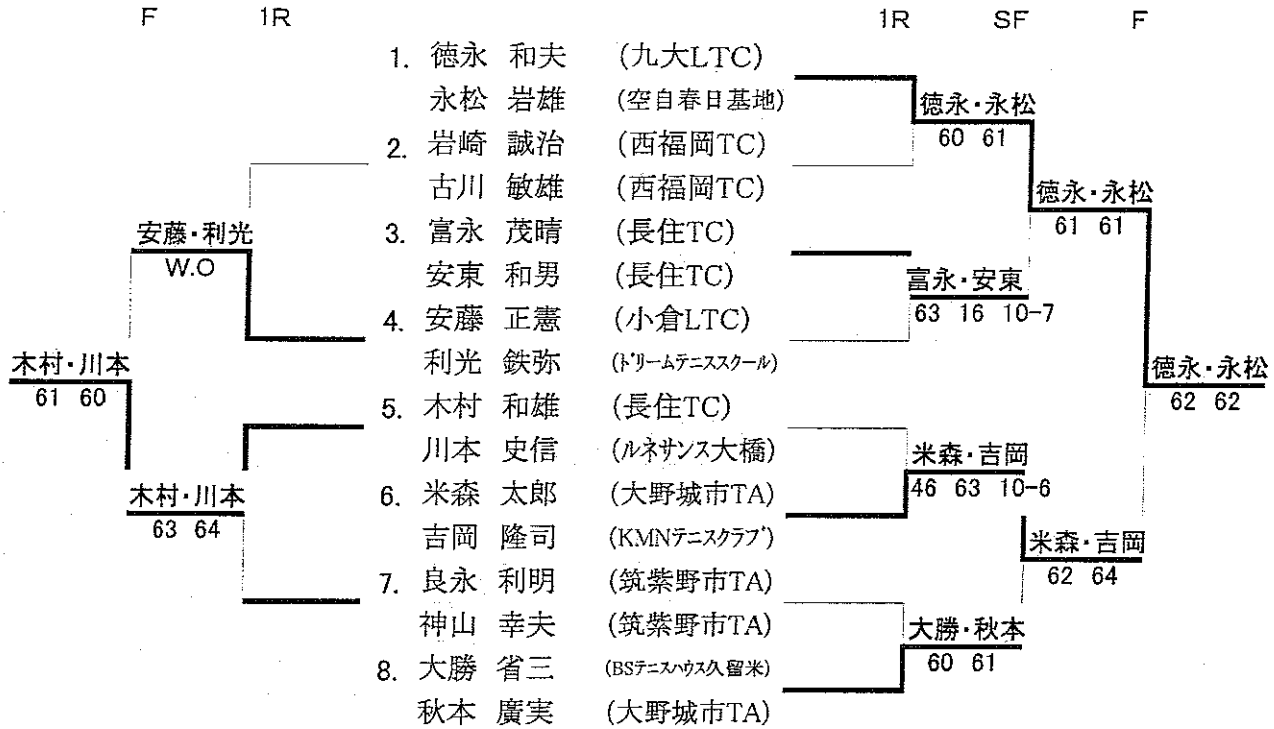 F 1R 1R SF F
1. 徳永 和夫 (九大LTC)
永松 岩雄 (空自春日基地)
徳永・永松
60 61
2. 岩崎 誠治 (西福岡TC)
古川 敏雄 (西福岡TC)
徳永・永松
61 61
安藤・利光
W.O
3. 富永 茂晴 (長住TC)
安東 和男 (長住TC)
富永・安東
63 16 10-7
4. 安藤 正憲 (小倉LTC)
利光 鉄弥 (ドリームテニススクール)
木村・川本
61 60
徳永・永松
62 62
5. 木村 和雄 (長住TC)
川本 史信 (ルネサンス大橋)
米森・吉岡
46 63 10-6
木村・川本
63 64
6. 米森 太郎 (大野城市TA)
吉岡 隆司 (KMNテニスクラブ)
米森・吉岡
62 64
7. 良永 利明 (筑紫野市TA)
神山 幸夫 (筑紫野市TA)
大勝・秋本
60 61
8. 大勝 省三 (BSテニスハウス久留米)
秋本 廣実 (大野城市TA)